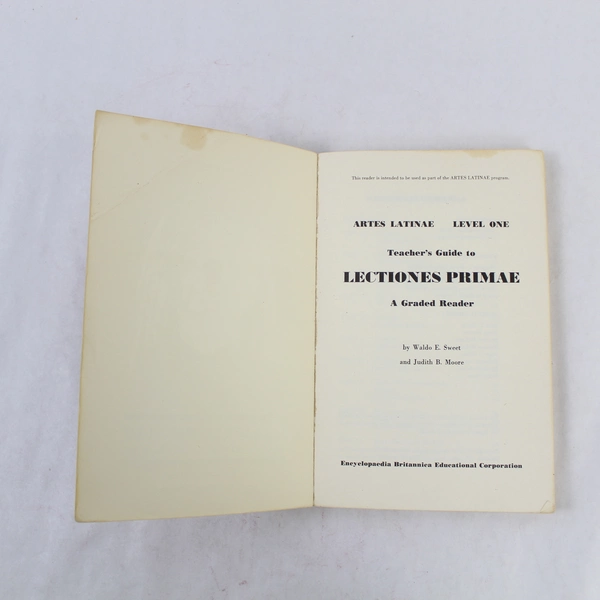 This reader is intended to be used as part of the ARTES LATINAE program.
ARTES LATINAE LEVEL ONE
Teacher's Guide to
LECTIONES PRIMAE
A Graded Reader
by Waldo E. Sweet
and Judith B. Moore
Encyclopaedia Britannica Educational Corporation